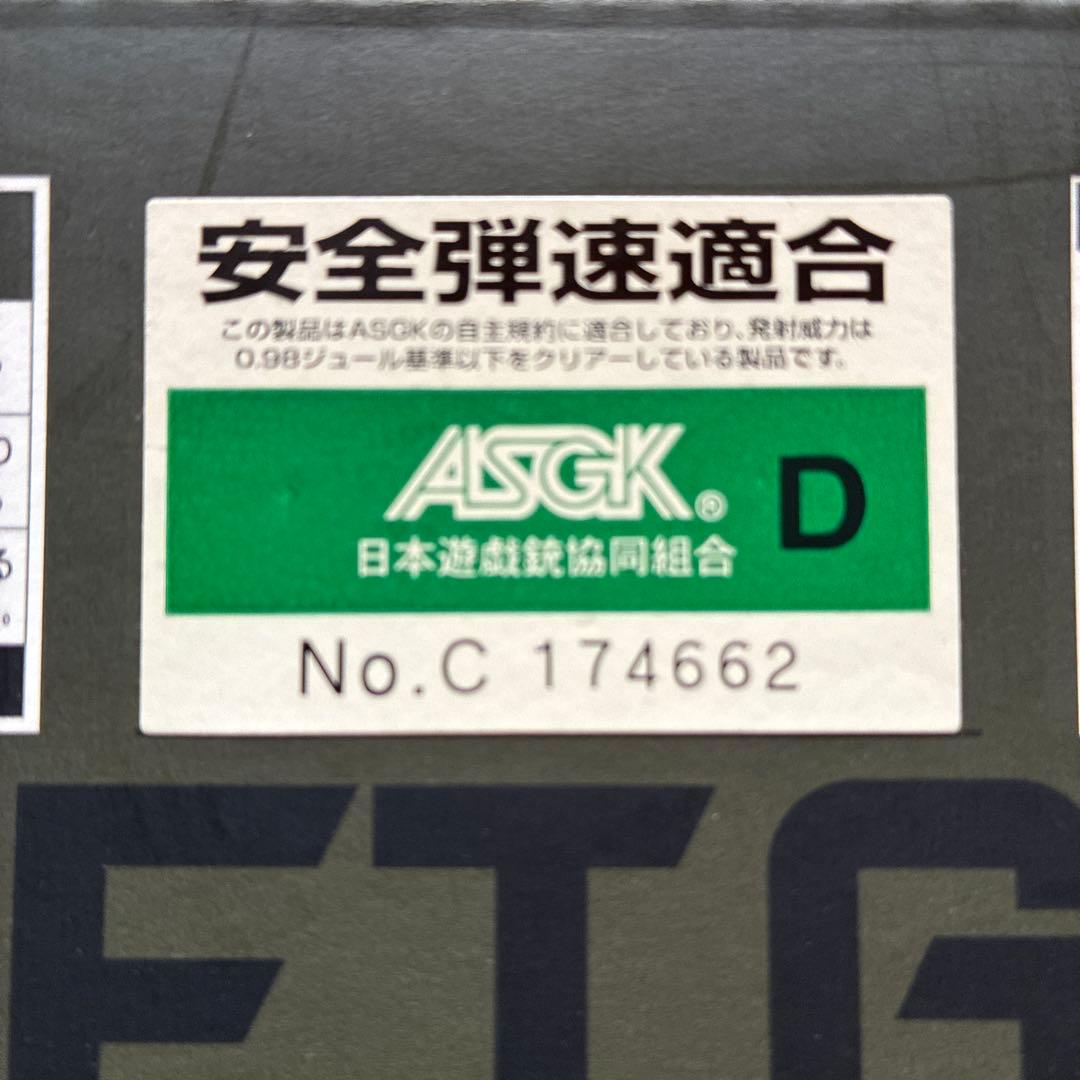 安全弾速適合
この製品はASGKの自主規約に適合しており、発射威力は
0.98ジュール基準以下をクリアーしている製品です。
ASGK®
D
日本遊戯銃協同組合
No.C 174662
る
。
ETG